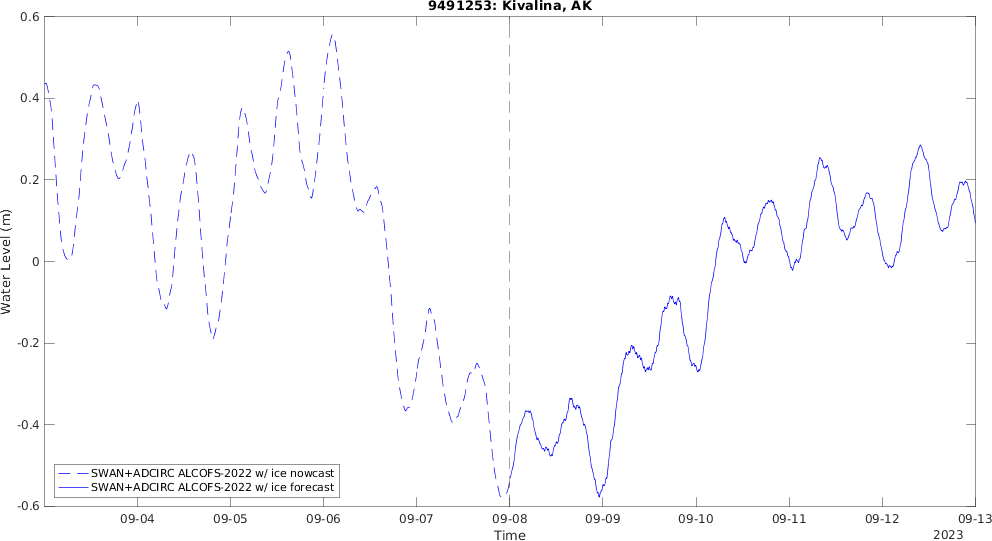 9491253: Kivalina, AK
0.6
0.4
0.2
0
-0.2
-0.4
-0.6
Water Level (m)
SWAN+ADCIRC ALCOFS-2022 w/ ice nowcast
SWAN+ADCIRC ALCOFS-2022 w/ ice forecast
09-04 09-05 09-06 09-07 09-08 09-09 09-10 09-11 09-12 09-13
Time
2023